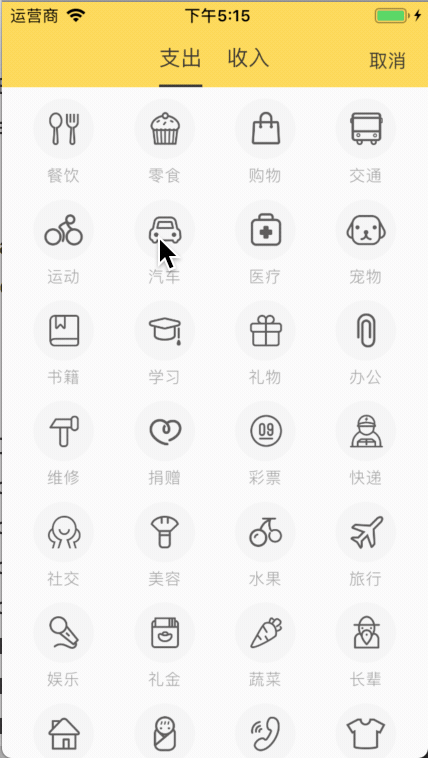 运营商 下午5:15
支出 收入 取消
餐饮 零食 购物 交通
运动 汽车 医疗 宠物
书籍 学习 礼物 办公
09
维修 捐赠 彩票 快递
社交 美容 水果 旅行
娱乐 礼金 蔬菜 长辈